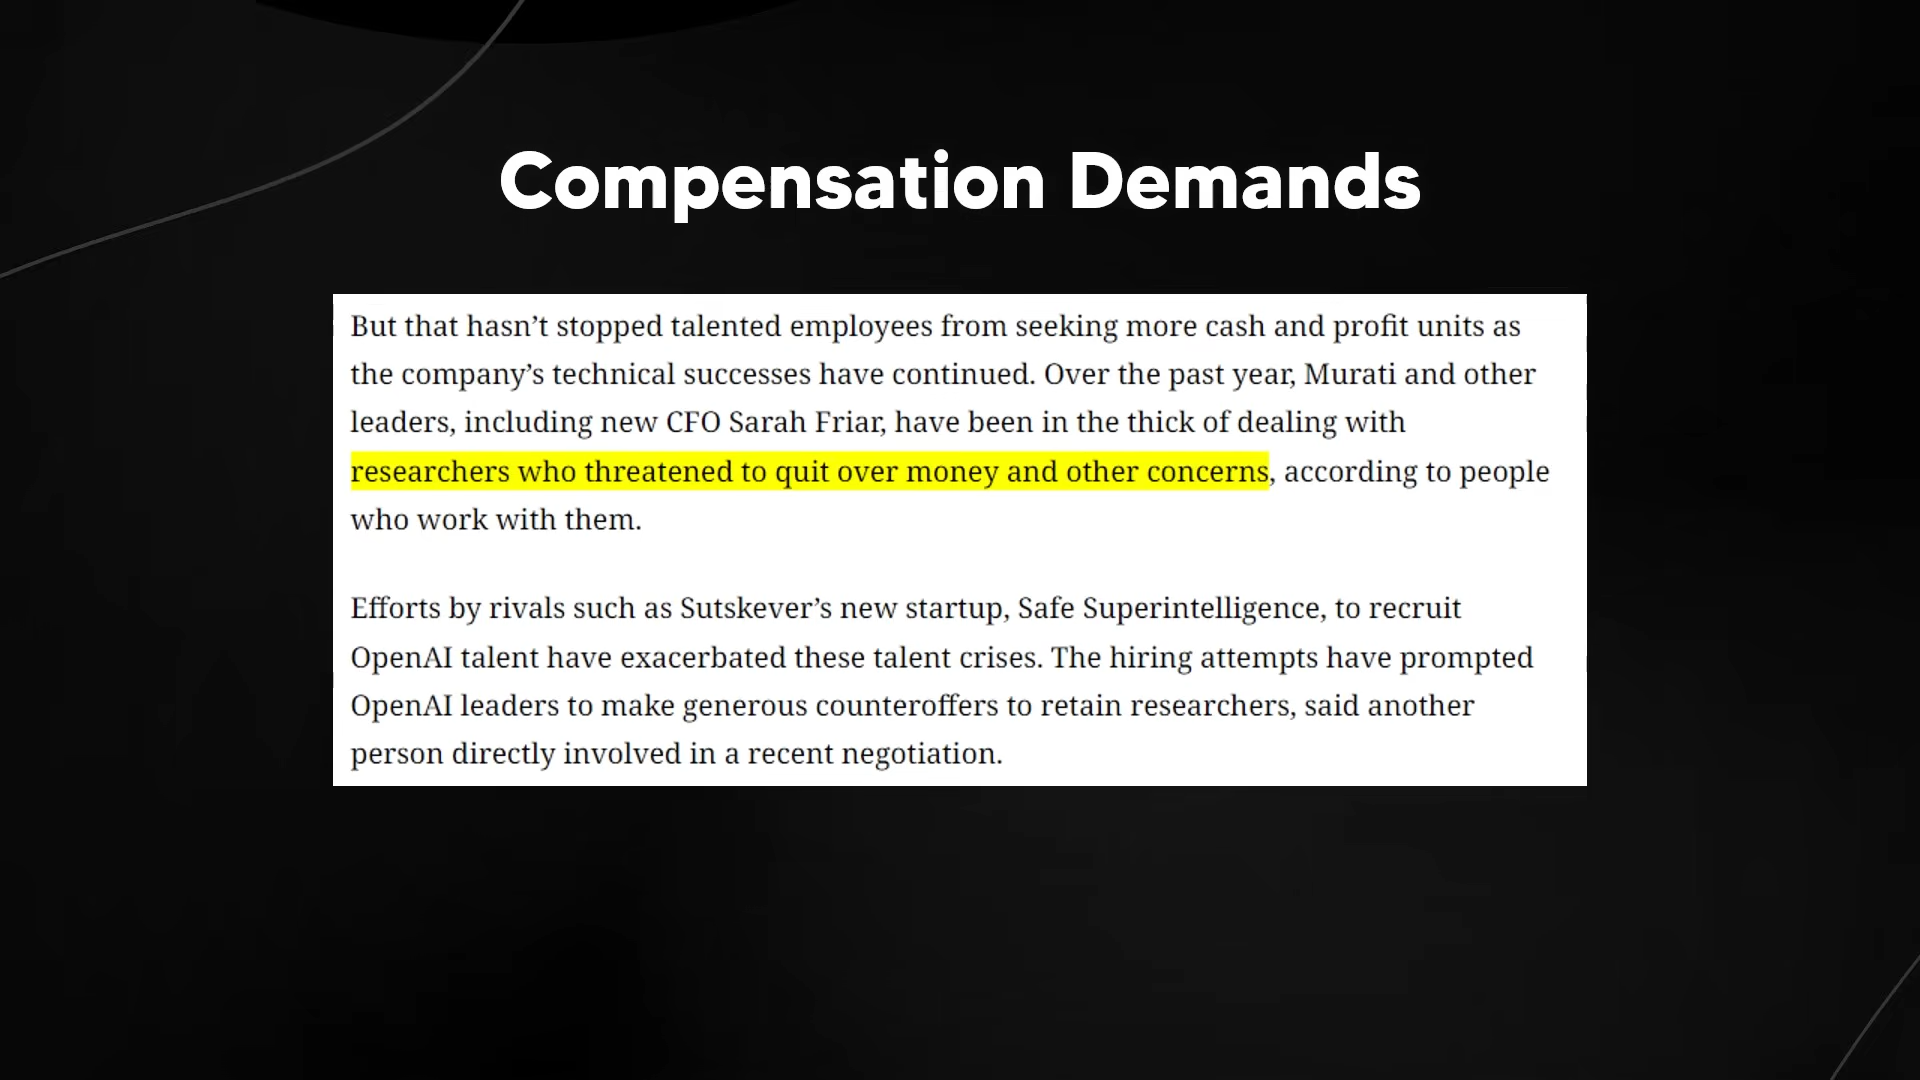 Compensation Demands
But that hasn’t stopped talented employees from seeking more cash and profit units as
the company’s technical successes have continued. Over the past year, Murati and other
leaders, including new CFO Sarah Friar, have been in the thick of dealing with
researchers who threatened to quit over money and other concerns, according to people
who work with them.
Efforts by rivals such as Sutskever’s new startup, Safe Superintelligence, to recruit
OpenAI talent have exacerbated these talent crises. The hiring attempts have prompted
OpenAI leaders to make generous counteroffers to retain researchers, said another
person directly involved in a recent negotiation.